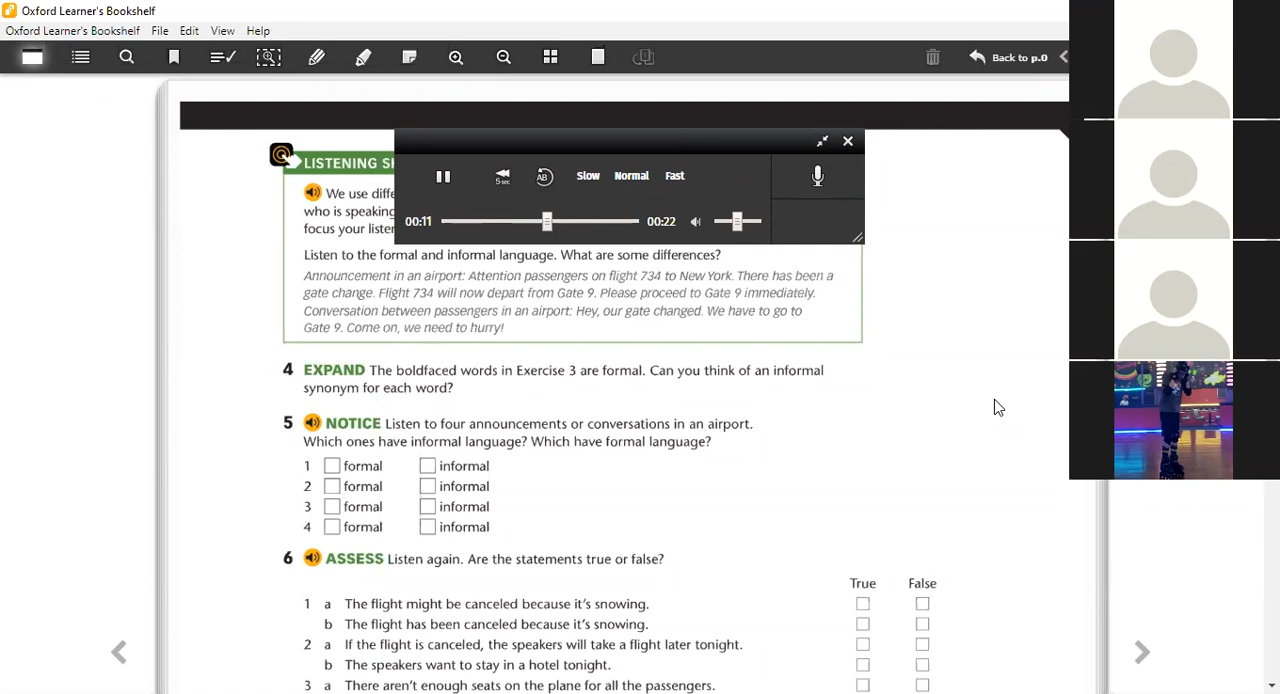 Oxford Learner's Bookshelf
Oxford Learner's Bookshelf File Edit View Help
Back to p.0
LISTENING SK
We use diffe
who is speaking
focus your listen
5 sec AB Slow Normal Fast
00:11 00:22
Listen to the formal and informal language. What are some differences?
Announcement in an airport: Attention passengers on flight 734 to New York. There has been a
gate change. Flight 734 will now depart from Gate 9. Please proceed to Gate 9 immediately.
Conversation between passengers in an airport: Hey, our gate changed. We have to go to
Gate 9. Come on, we need to hurry!
4 EXPAND The boldfaced words in Exercise 3 are formal. Can you think of an informal
synonym for each word?
5 NOTICE Listen to four announcements or conversations in an airport.
Which ones have informal language? Which have formal language?
1 formal informal
2 formal informal
3 formal informal
4 formal informal
6 ASSESS Listen again. Are the statements true or false?
True False
1 a The flight might be canceled because it's snowing.
b The flight has been canceled because it's snowing.
2 a If the flight is canceled, the speakers will take a flight later tonight.
b The speakers want to stay in a hotel tonight.
3 a There aren't enough seats on the plane for all the passengers.